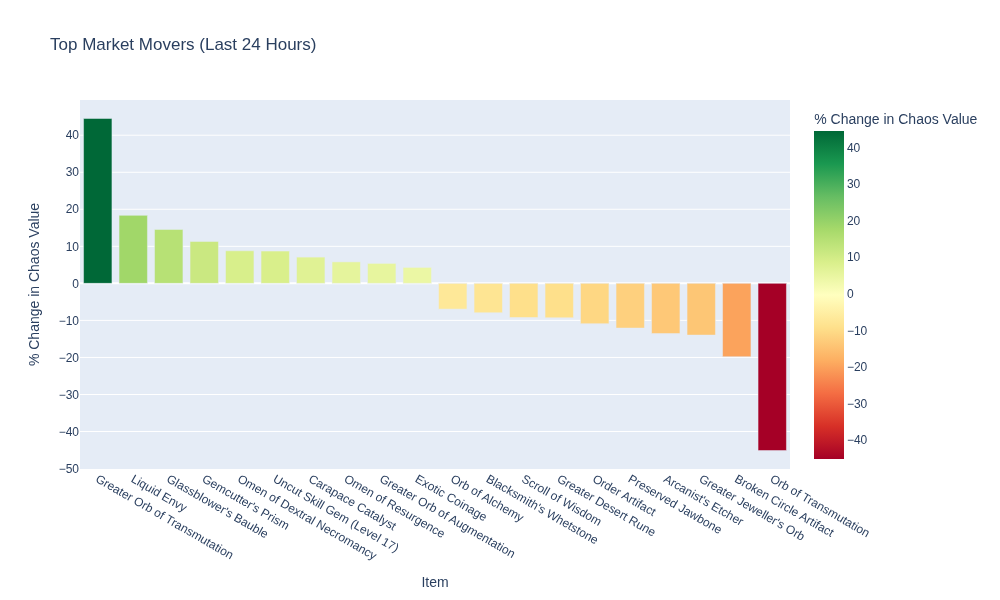 Top Market Movers (Last 24 Hours)
% Change in Chaos Value
40
30
20
10
0
−10
−20
−30
−40
−50
Greater Orb of Transmutation
Liquid Envy
Glassblower's Bauble
Gemcutter's Prism
Omen of Dextral Necromancy
Uncut Skill Gem (Level 17)
Carapace Catalyst
Omen of Resurgence
Greater Orb of Augmentation
Exotic Coinage
Orb of Alchemy
Blacksmith's Whetstone
Scroll of Wisdom
Greater Desert Rune
Order Artifact
Preserved Jawbone
Arcanist's Etcher
Greater Jeweller's Orb
Broken Circle Artifact
Orb of Transmutation
Item
% Change in Chaos Value
40
30
20
10
0
−10
−20
−30
−40